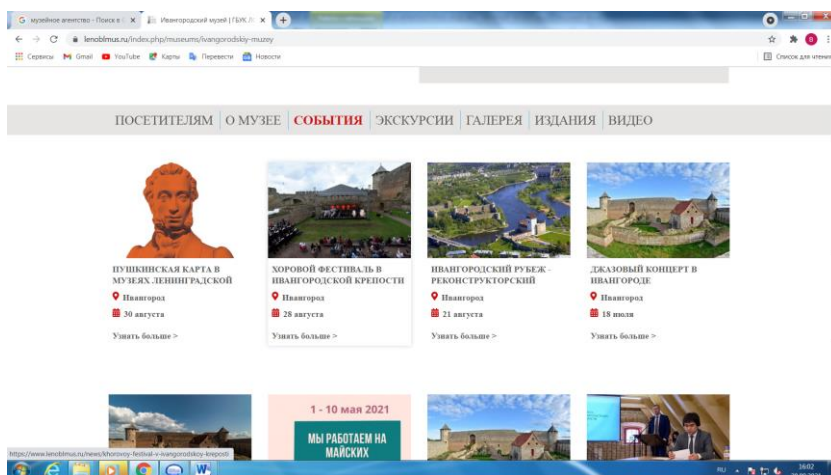 музейное агентство - Поиск в
Ивангородский музей | ГБУК Л
lenoblmus.ru/index.php/museums/ivangorodskiy-muzey
Сервисы Gmail YouTube Карты Перевести Новости Список для чтения
ПОСЕТИТЕЛЯМ О МУЗЕЕ СОБЫТИЯ ЭКСКУРСИИ ГАЛЕРЕЯ ИЗДАНИЯ ВИДЕО
ПУШКИНСКАЯ КАРТА В
МУЗЕЯХ ЛЕНИНГРАДСКОЙ
Ивангород
30 августа
Узнать больше >
ХОРОВОЙ ФЕСТИВАЛЬ В
ИВАНГОРОДСКОЙ КРЕПОСТИ
Ивангород
28 августа
Узнать больше >
ИВАНГОРОДСКИЙ РУБЕЖ -
РЕКОНСТРУКТОРСКИЙ
Ивангород
21 августа
Узнать больше >
ДЖАЗОВЫЙ КОНЦЕРТ В
ИВАНГОРОДЕ
Ивангород
18 июля
Узнать больше >
1 - 10 мая 2021
МЫ РАБОТАЕМ НА
МАЙСКИХ
https://www.lenoblmus.ru/news/khorovoy-festival-v-ivangorodskoy-kreposti
RU
16:02